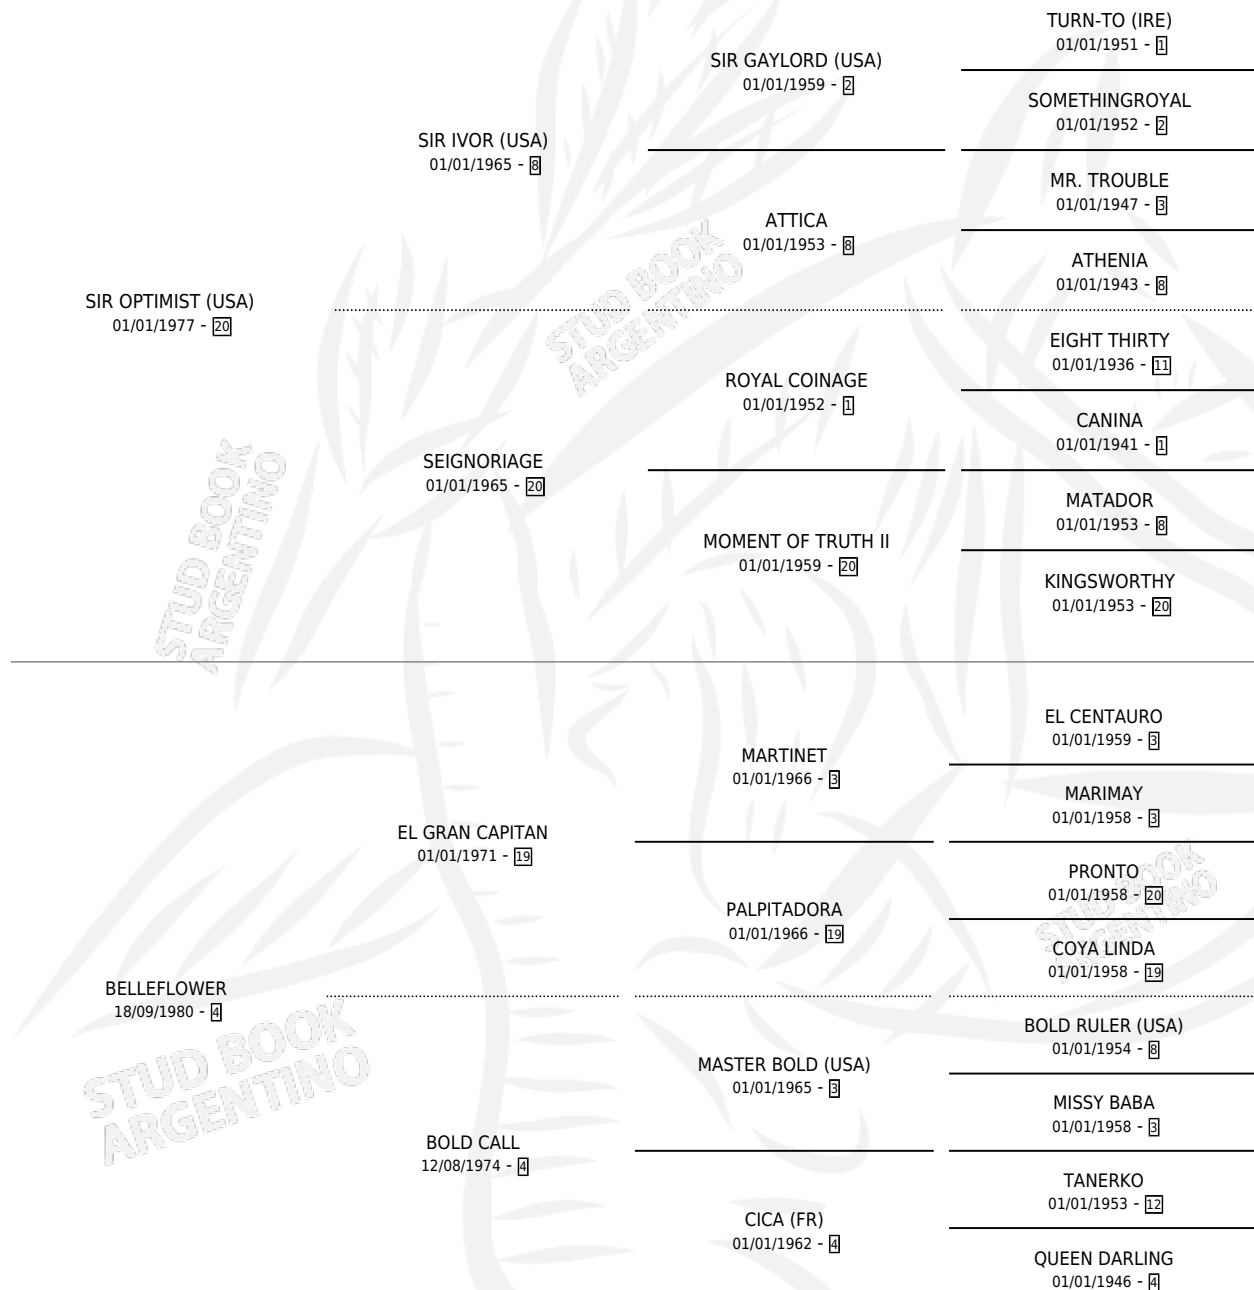 TURN-TO (IRE)
01/01/1951 - 1
SIR GAYLORD (USA)
01/01/1959 - 2
SOMETHINGROYAL
01/01/1952 - 2
SIR IVOR (USA)
01/01/1965 - 8
MR. TROUBLE
01/01/1947 - 3
ATTICA
01/01/1953 - 8
ATHENIA
01/01/1943 - 8
SIR OPTIMIST (USA)
01/01/1977 - 20
EIGHT THIRTY
01/01/1936 - 11
ROYAL COINAGE
01/01/1952 - 1
CANINA
01/01/1941 - 1
SEIGNORIAGE
01/01/1965 - 20
MATADOR
01/01/1953 - 8
MOMENT OF TRUTH II
01/01/1959 - 20
KINGSWORTHY
01/01/1953 - 20
EL CENTAURO
01/01/1959 - 3
MARTINET
01/01/1966 - 3
MARIMAY
01/01/1958 - 3
EL GRAN CAPITAN
01/01/1971 - 19
PRONTO
01/01/1958 - 20
PALPITADORA
01/01/1966 - 19
COYA LINDA
01/01/1958 - 19
BELLEFLOWER
18/09/1980 - 4
BOLD RULER (USA)
01/01/1954 - 8
MASTER BOLD (USA)
01/01/1965 - 3
MISSY BABA
01/01/1958 - 3
BOLD CALL
12/08/1974 - 4
TANERKO
01/01/1953 - 12
CICA (FR)
01/01/1962 - 4
QUEEN DARLING
01/01/1946 - 4
STUD BOOK
ARGENTINO
STUD BOOK
ARGENTINO
STUD BOOK
ARGENTINO
STUD BOOK
ARGENTINO